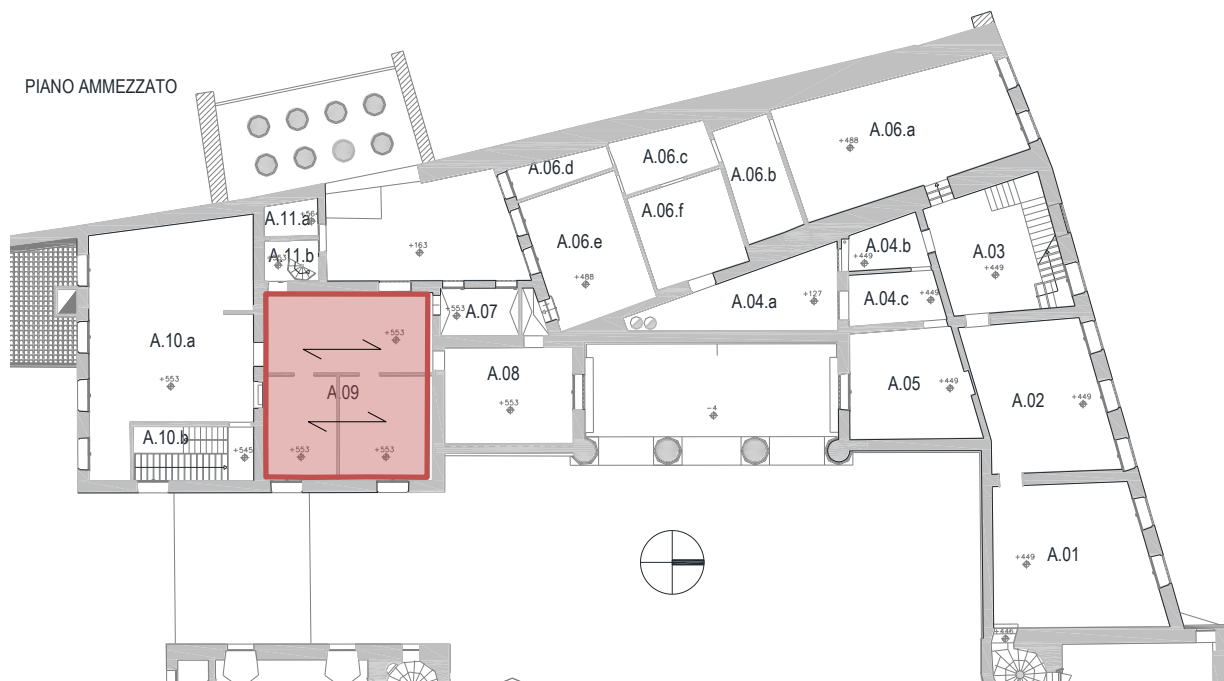 PIANO AMMEZZATO
A.06.a
+488
A.06.c
A.06.d
A.06.b
A.06.f
A.11.a
A.04.b
+449
A.03
+449
A.11.b
+163
A.06.e
+488
A.04.a
+127
A.04.c
+449
A.07
+553
+553
A.10.a
+553
A.08
+553
A.09
A.05
+449
A.02
+449
-4
A.10.b
+545
+553
+553
A.01
+449
+446